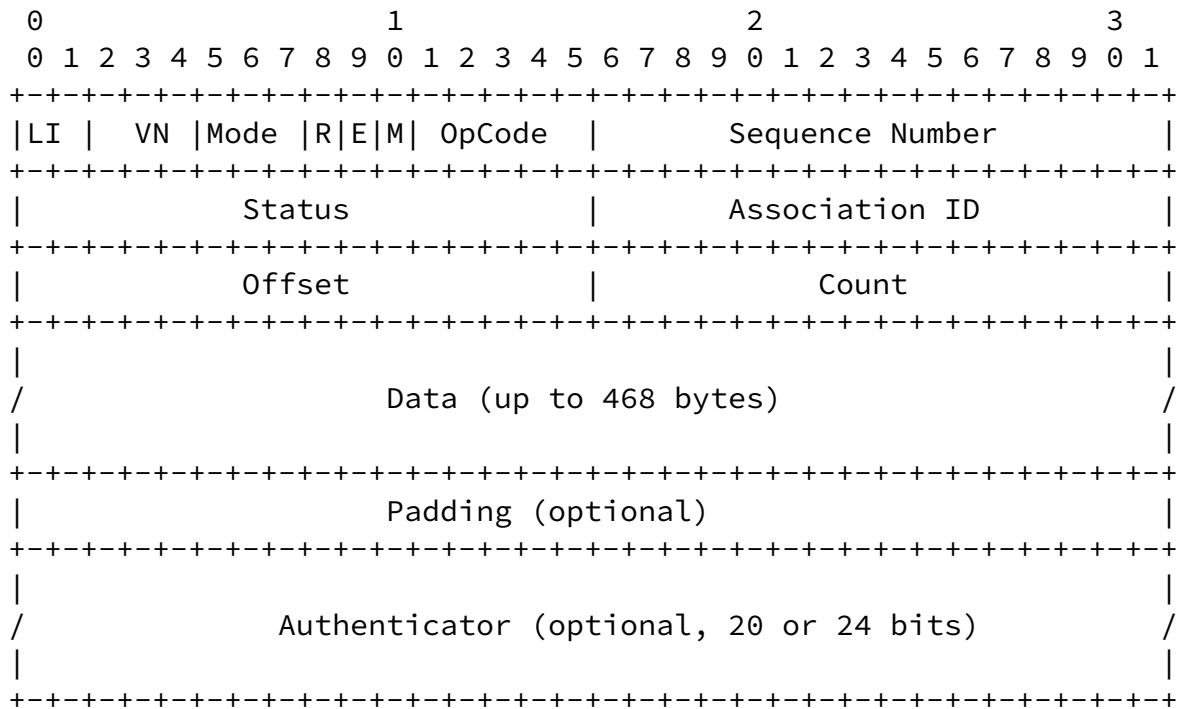 0                   1                   2                   3
 0 1 2 3 4 5 6 7 8 9 0 1 2 3 4 5 6 7 8 9 0 1 2 3 4 5 6 7 8 9 0 1
+-+-+-+-+-+-+-+-+-+-+-+-+-+-+-+-+-+-+-+-+-+-+-+-+-+-+-+-+-+-+-+-+
|LI |  VN |Mode |R|E|M| OpCode  |       Sequence Number         |
+-+-+-+-+-+-+-+-+-+-+-+-+-+-+-+-+-+-+-+-+-+-+-+-+-+-+-+-+-+-+-+-+
|            Status             |       Association ID          |
+-+-+-+-+-+-+-+-+-+-+-+-+-+-+-+-+-+-+-+-+-+-+-+-+-+-+-+-+-+-+-+-+
|            Offset             |            Count              |
+-+-+-+-+-+-+-+-+-+-+-+-+-+-+-+-+-+-+-+-+-+-+-+-+-+-+-+-+-+-+-+-+
|                                                               |
/                    Data (up to 468 bytes)                     /
|                                                               |
+-+-+-+-+-+-+-+-+-+-+-+-+-+-+-+-+-+-+-+-+-+-+-+-+-+-+-+-+-+-+-+-+
|                    Padding (optional)                         |
+-+-+-+-+-+-+-+-+-+-+-+-+-+-+-+-+-+-+-+-+-+-+-+-+-+-+-+-+-+-+-+-+
|                                                               |
/              Authenticator (optional, 20 or 24 bits)          /
|                                                               |
+-+-+-+-+-+-+-+-+-+-+-+-+-+-+-+-+-+-+-+-+-+-+-+-+-+-+-+-+-+-+-+-+